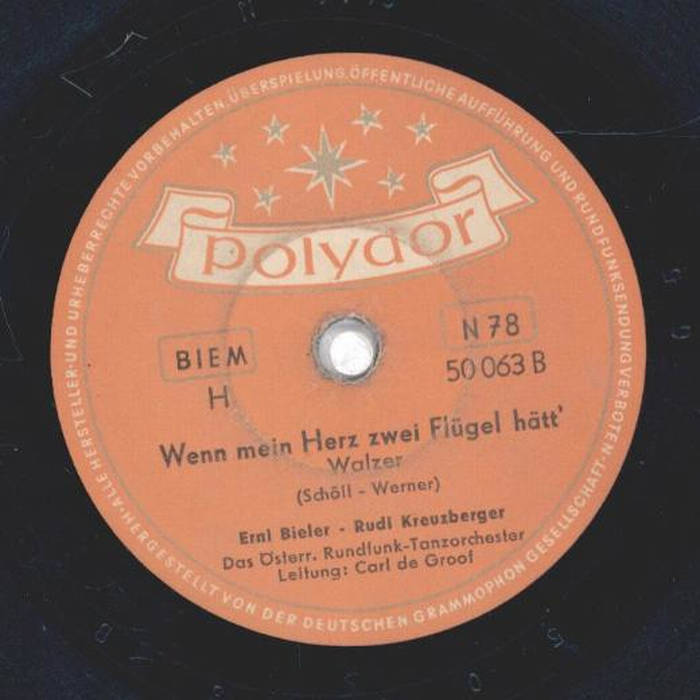 ALLE HERSTELLER- UND URHEBERRECHTE VORBEHALTEN. ÜBERSPIELUNG, ÖFFENTLICHE AUFFÜHRUNG UND RUNDFUNKSENDUNG VERBOTEN.
polydor
BIEM
H
N 78
50 063 B
Wenn mein Herz zwei Flügel hätt'
Walzer
(Schöll - Werner)
Erni Bieler - Rudi Kreuzberger
Das Österr. Rundfunk-Tanzorchester
Leitung: Carl de Groof
HERGESTELLT VON DER DEUTSCHEN GRAMMOPHON GESELLSCHAFT